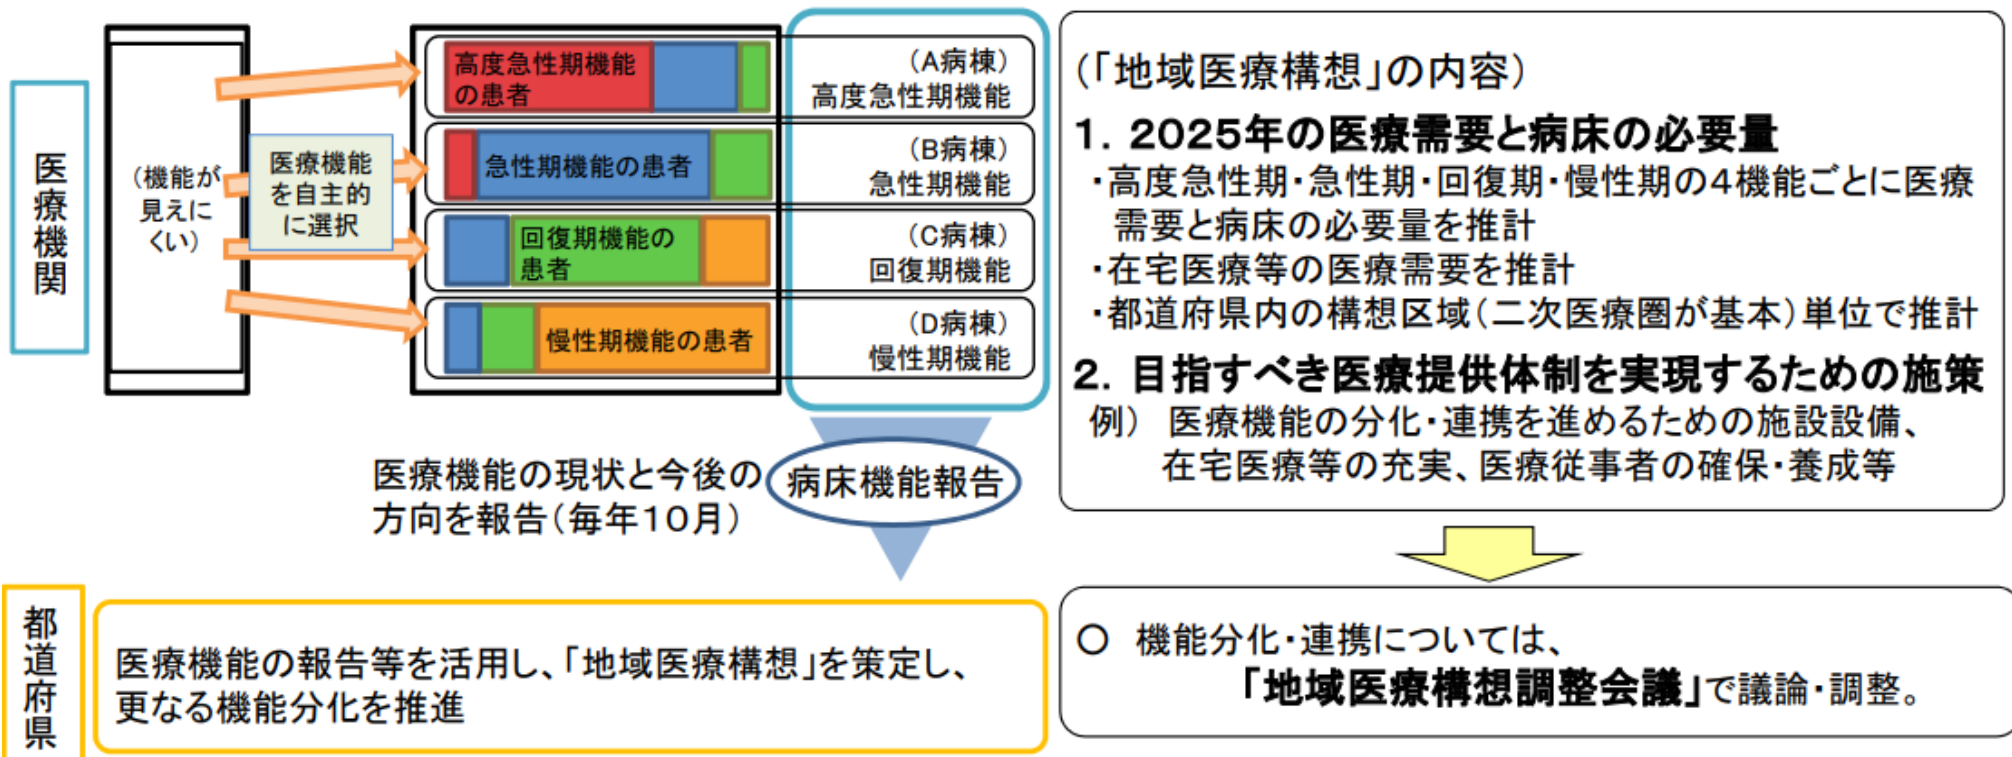 医療機関
(機能が
見えに
くい)
医療機能
を自主的
に選択
高度急性期機能
の患者
(A病棟)
高度急性期機能
急性期機能の患者
(B病棟)
急性期機能
回復期機能の
患者
(C病棟)
回復期機能
慢性期機能の患者
(D病棟)
慢性期機能
医療機能の現状と今後の
方向を報告(毎年10月)
病床機能報告
都道府県
医療機能の報告等を活用し、「地域医療構想」を策定し、
更なる機能分化を推進
(「地域医療構想」の内容)
1. 2025年の医療需要と病床の必要量
・高度急性期・急性期・回復期・慢性期の4機能ごとに医療
需要と病床の必要量を推計
・在宅医療等の医療需要を推計
・都道府県内の構想区域(二次医療圏が基本)単位で推計
2. 目指すべき医療提供体制を実現するための施策
例) 医療機能の分化・連携を進めるための施設設備、
在宅医療等の充実、医療従事者の確保・養成等
○ 機能分化・連携については、
「地域医療構想調整会議」で議論・調整。